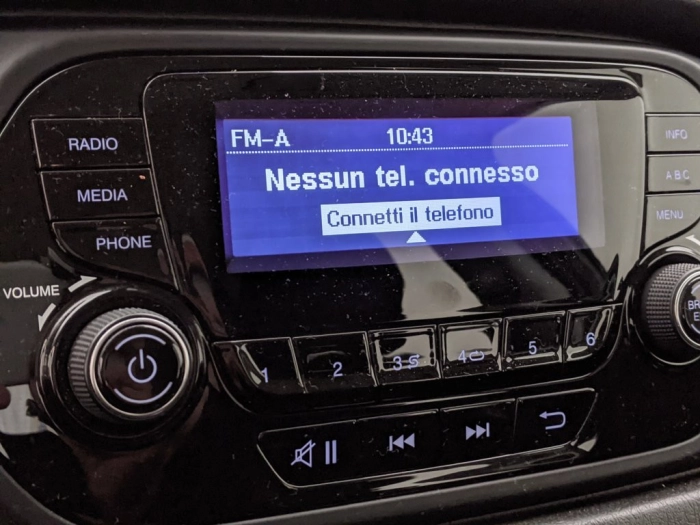 FM-A 10:43
Nessun tel. connesso
Connetti il telefono
RADIO
MEDIA
PHONE
VOLUME
INFO
A B C
MENU
1 2 3 4 5 6